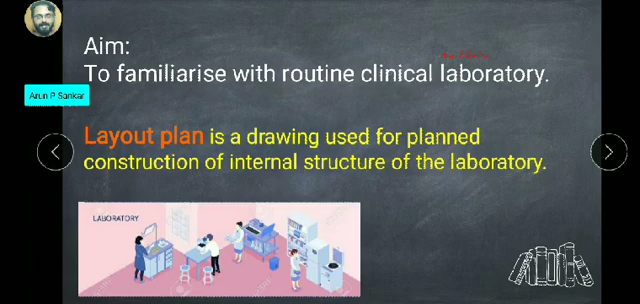 Aim:
To familiarise with routine clinical laboratory.
Arun P Sankar
Layout plan is a drawing used for planned
construction of internal structure of the laboratory.
LABORATORY